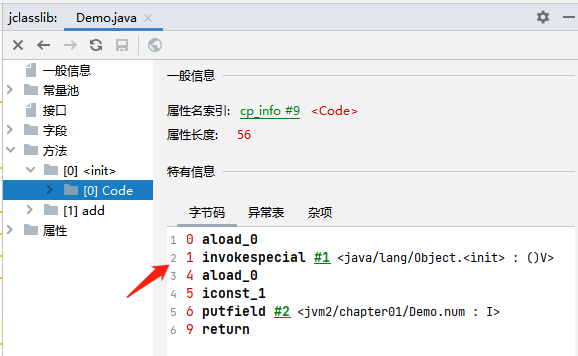 jclasslib: Demo.java ×
一般信息
常量池
接口
字段
方法
[0] <init>
[0] Code
[1] add
属性
一般信息
属性名索引: cp_info #9 <Code>
属性长度: 56
特有信息
字节码 异常表 杂项
1 0 aload_0
2 1 invokespecial #1 <java/lang/Object.<init> : ()V>
3 4 aload_0
4 5 iconst_1
5 6 putfield #2 <jvm2/chapter01/Demo.num : I>
6 9 return